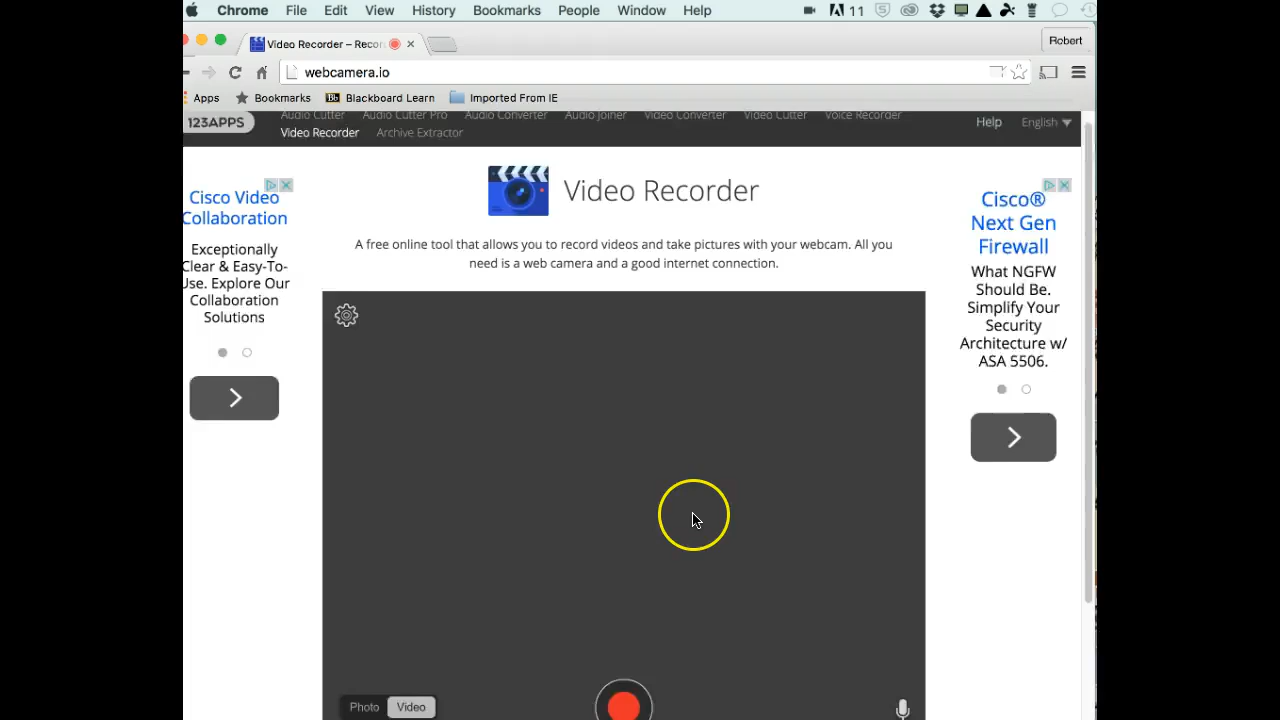 Chrome File Edit View History Bookmarks People Window Help 11
Video Recorder – Recor Robert
webcamera.io
Apps Bookmarks Bb Blackboard Learn Imported From IE
Audio Cutter Audio Cutter Pro Audio Converter Audio Joiner Video Converter Video Cutter Voice Recorder
123APPS Help English
Video Recorder Archive Extractor
Video Recorder
A free online tool that allows you to record videos and take pictures with your webcam. All you
need is a web camera and a good internet connection.
Cisco Video
Collaboration
Exceptionally
Clear & Easy-To-
Use. Explore Our
Collaboration
Solutions
Cisco®
Next Gen
Firewall
What NGFW
Should Be.
Simplify Your
Security
Architecture w/
ASA 5506.
Photo Video